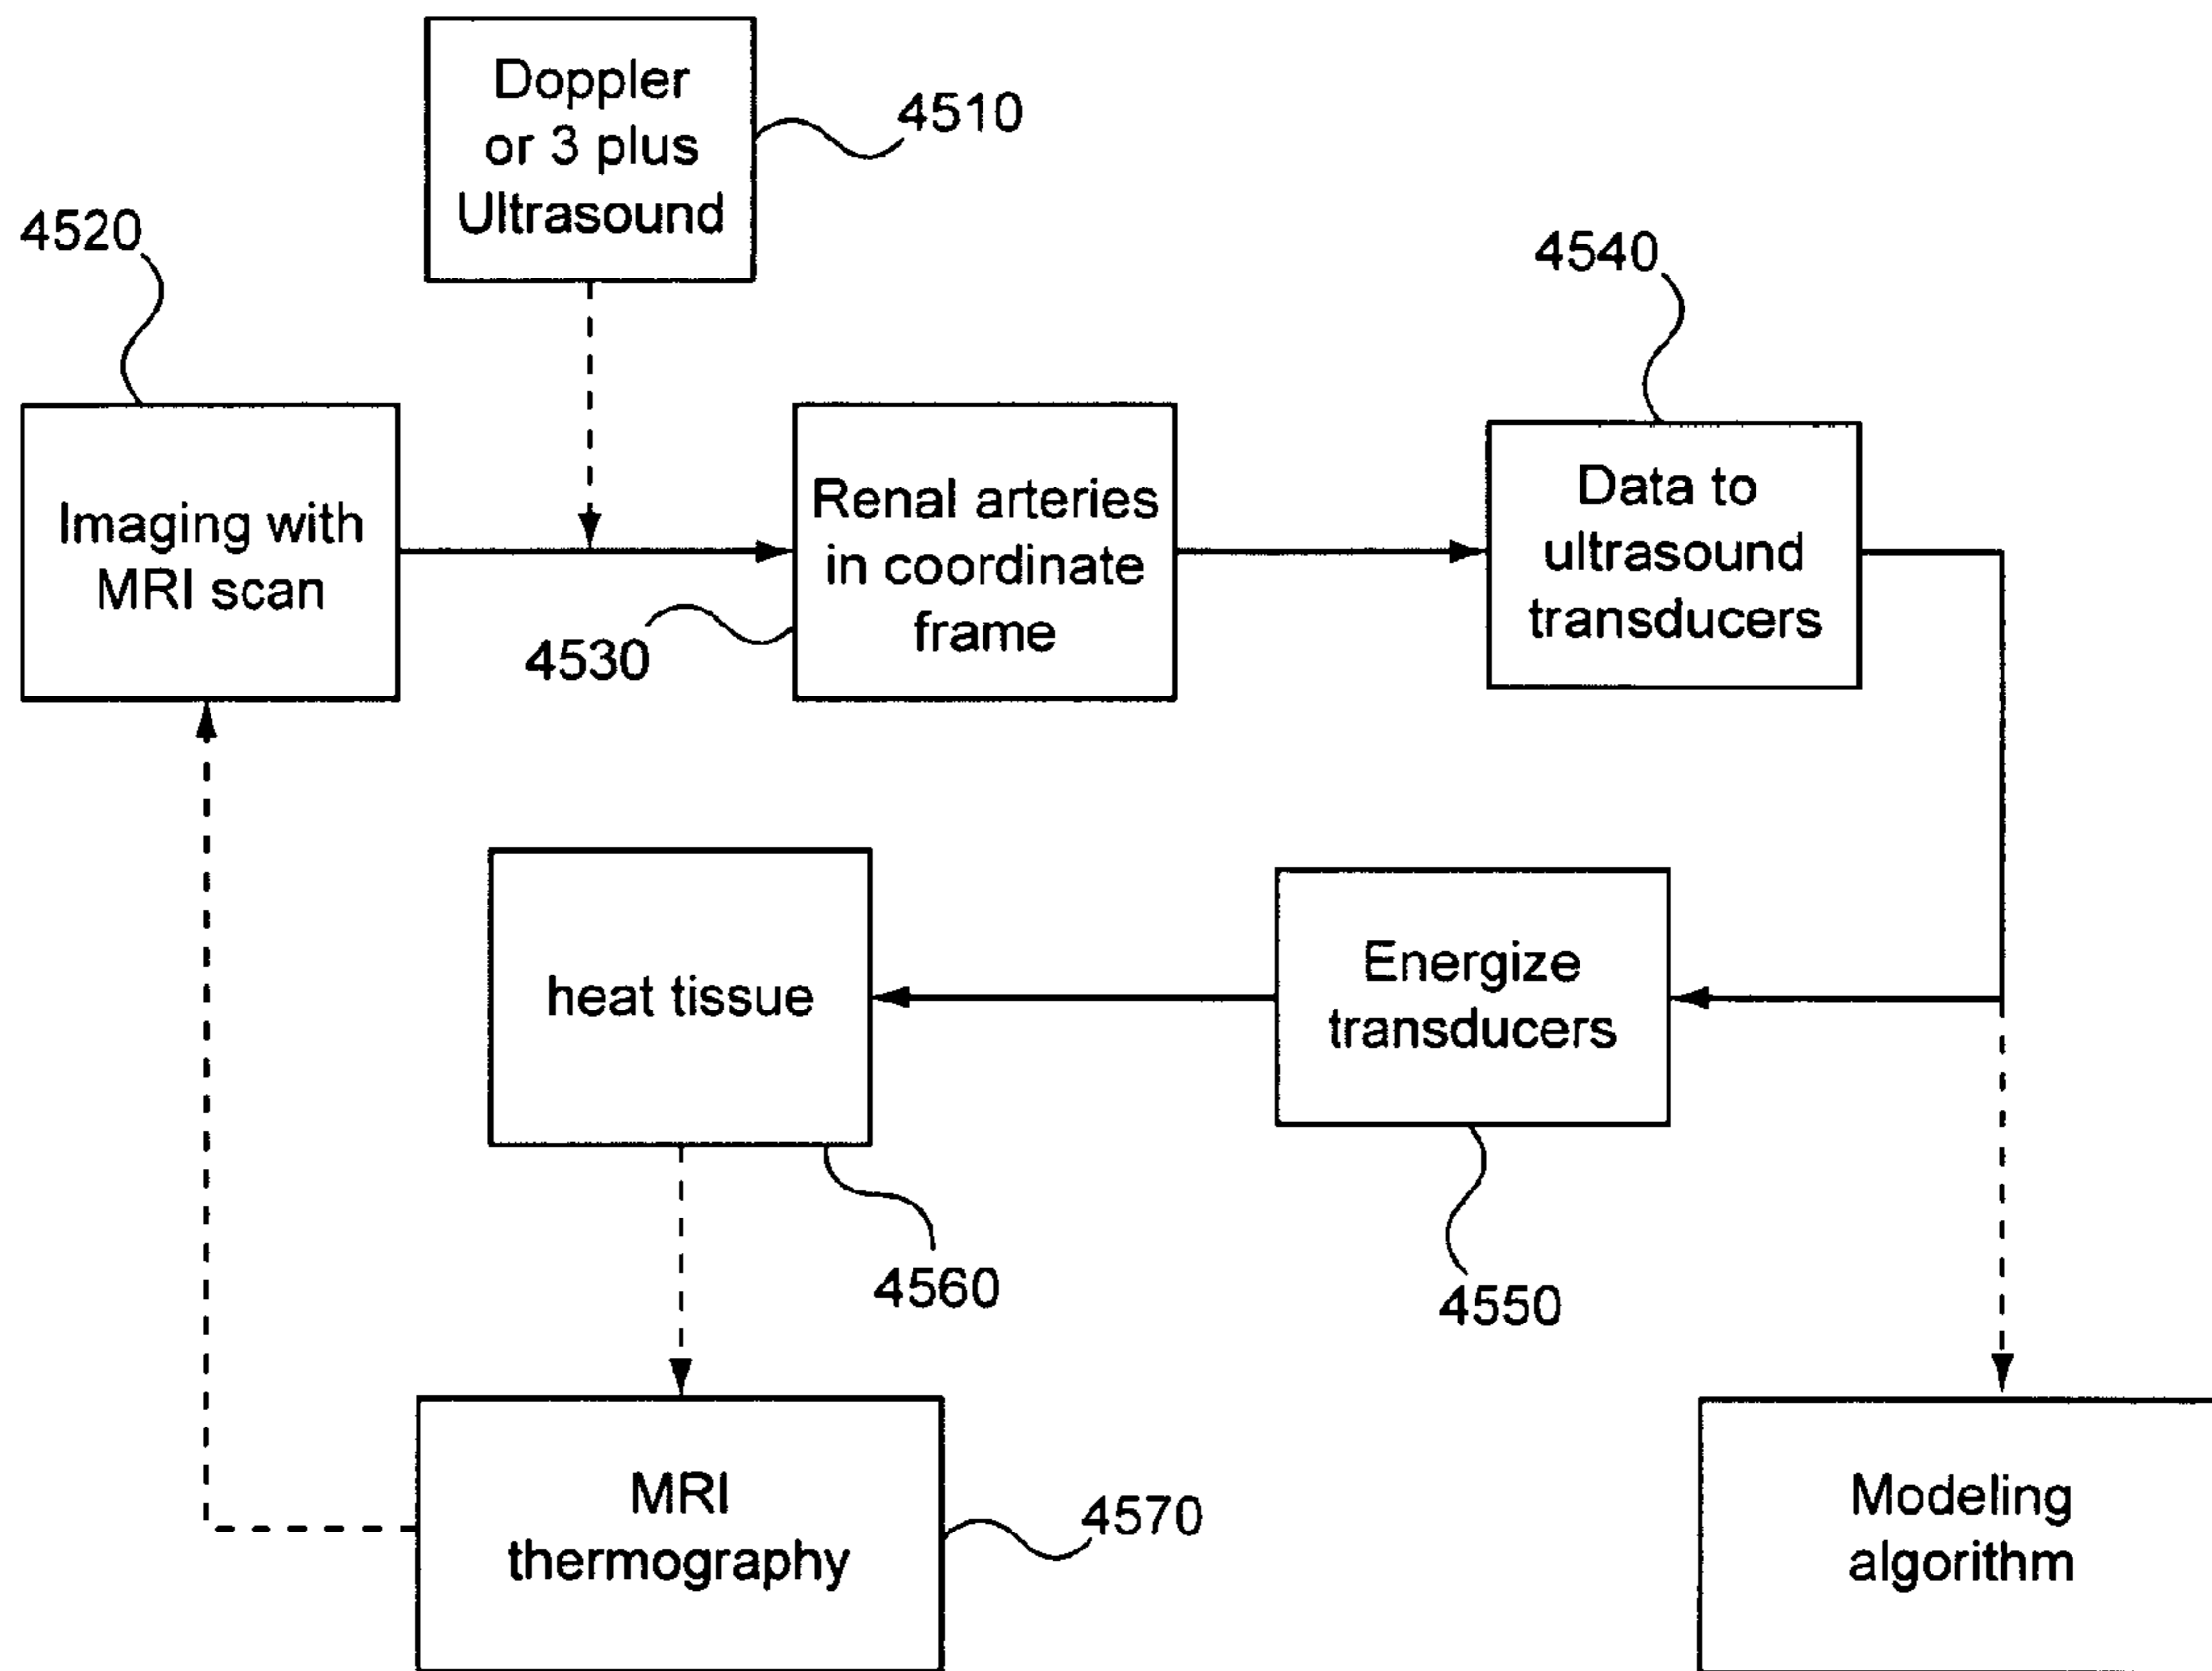 Doppler
or 3 plus
Ultrasound
4510
4520
4540
Imaging with
MRI scan
Renal arteries
in coordinate
frame
4530
Data to
ultrasound
transducers
heat tissue
Energize
transducers
4560
4550
MRI
thermography
4570
Modeling
algorithm